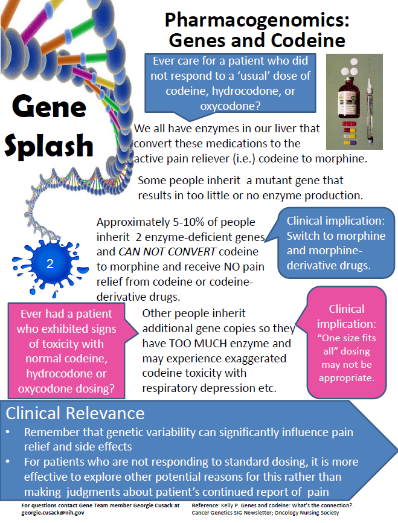 Pharmacogenomics:
Genes and Codeine
Gene
Splash
2
Ever care for a patient who did
not respond to a 'usual' dose of
codeine, hydrocodone, or
oxycodone?
We all have enzymes in our liver that
convert these medications to the
active pain reliever (i.e.) codeine to morphine.
Some people inherit a mutant gene that
results in too little or no enzyme production.
Approximately 5-10% of people
inherit 2 enzyme-deficient genes
and CAN NOT CONVERT codeine
to morphine and receive NO pain
relief from codeine or codeine-
derivative drugs.
Clinical implication:
Switch to morphine
and morphine-
derivative drugs.
Ever had a patient
who exhibited signs
of toxicity with
normal codeine,
hydrocodone or
oxycodone dosing?
Other people inherit
additional gene copies so they
have TOO MUCH enzyme and
may experience exaggerated
codeine toxicity with
respiratory depression etc.
Clinical
implication:
"One size fits
all" dosing
may not be
appropriate.
Clinical Relevance
• Remember that genetic variability can significantly influence pain
relief and side effects
• For patients who are not responding to standard dosing, it is more
effective to explore other potential reasons for this rather than
making judgments about patient's continued report of pain
For questions contact Gene Team member Georgie Cusack at
georgie.cusack@nih.gov
Reference: Kelly P. Genes and codeine: What's the connection?.
Cancer Genetics SIG Newsletter; Oncology Nursing Society